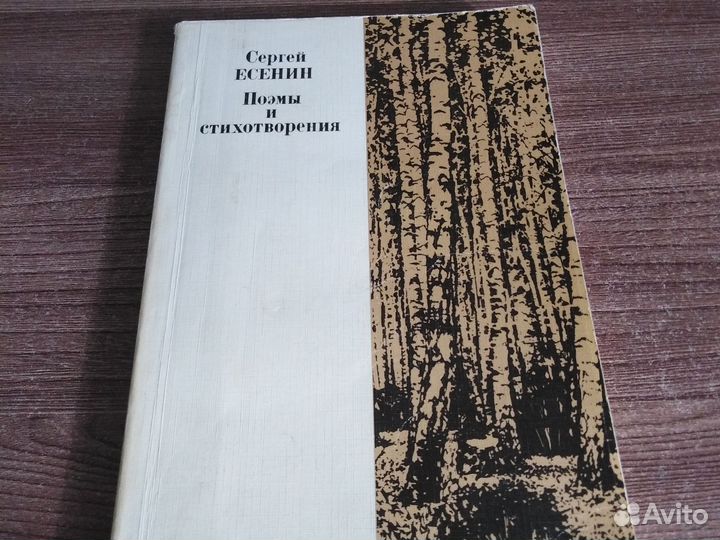 Сергей
ЕСЕНИН
Поэмы
и
стихотворения
Avito